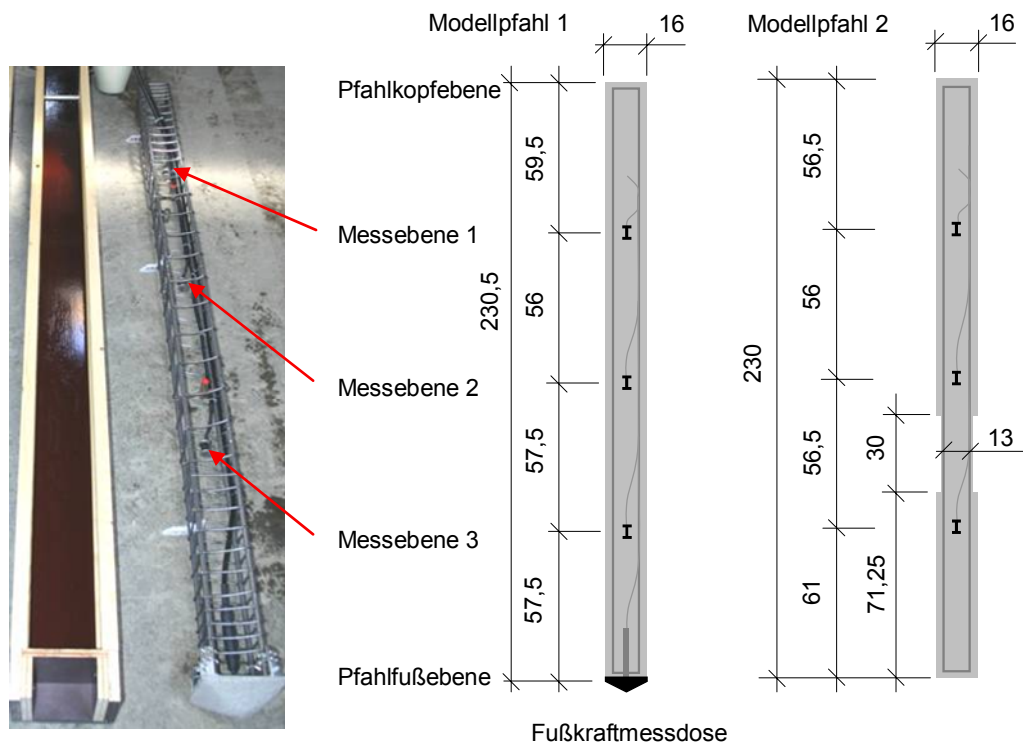 Modellpfahl 1
16
Modellpfahl 2
16
Pfahlkopfebene
59,5
56,5
Messebene 1
230,5
56
56
Messebene 2
230
57,5
56,5
30
13
Messebene 3
57,5
61
71,25
Pfahlfußebene
Fußkraftmessdose